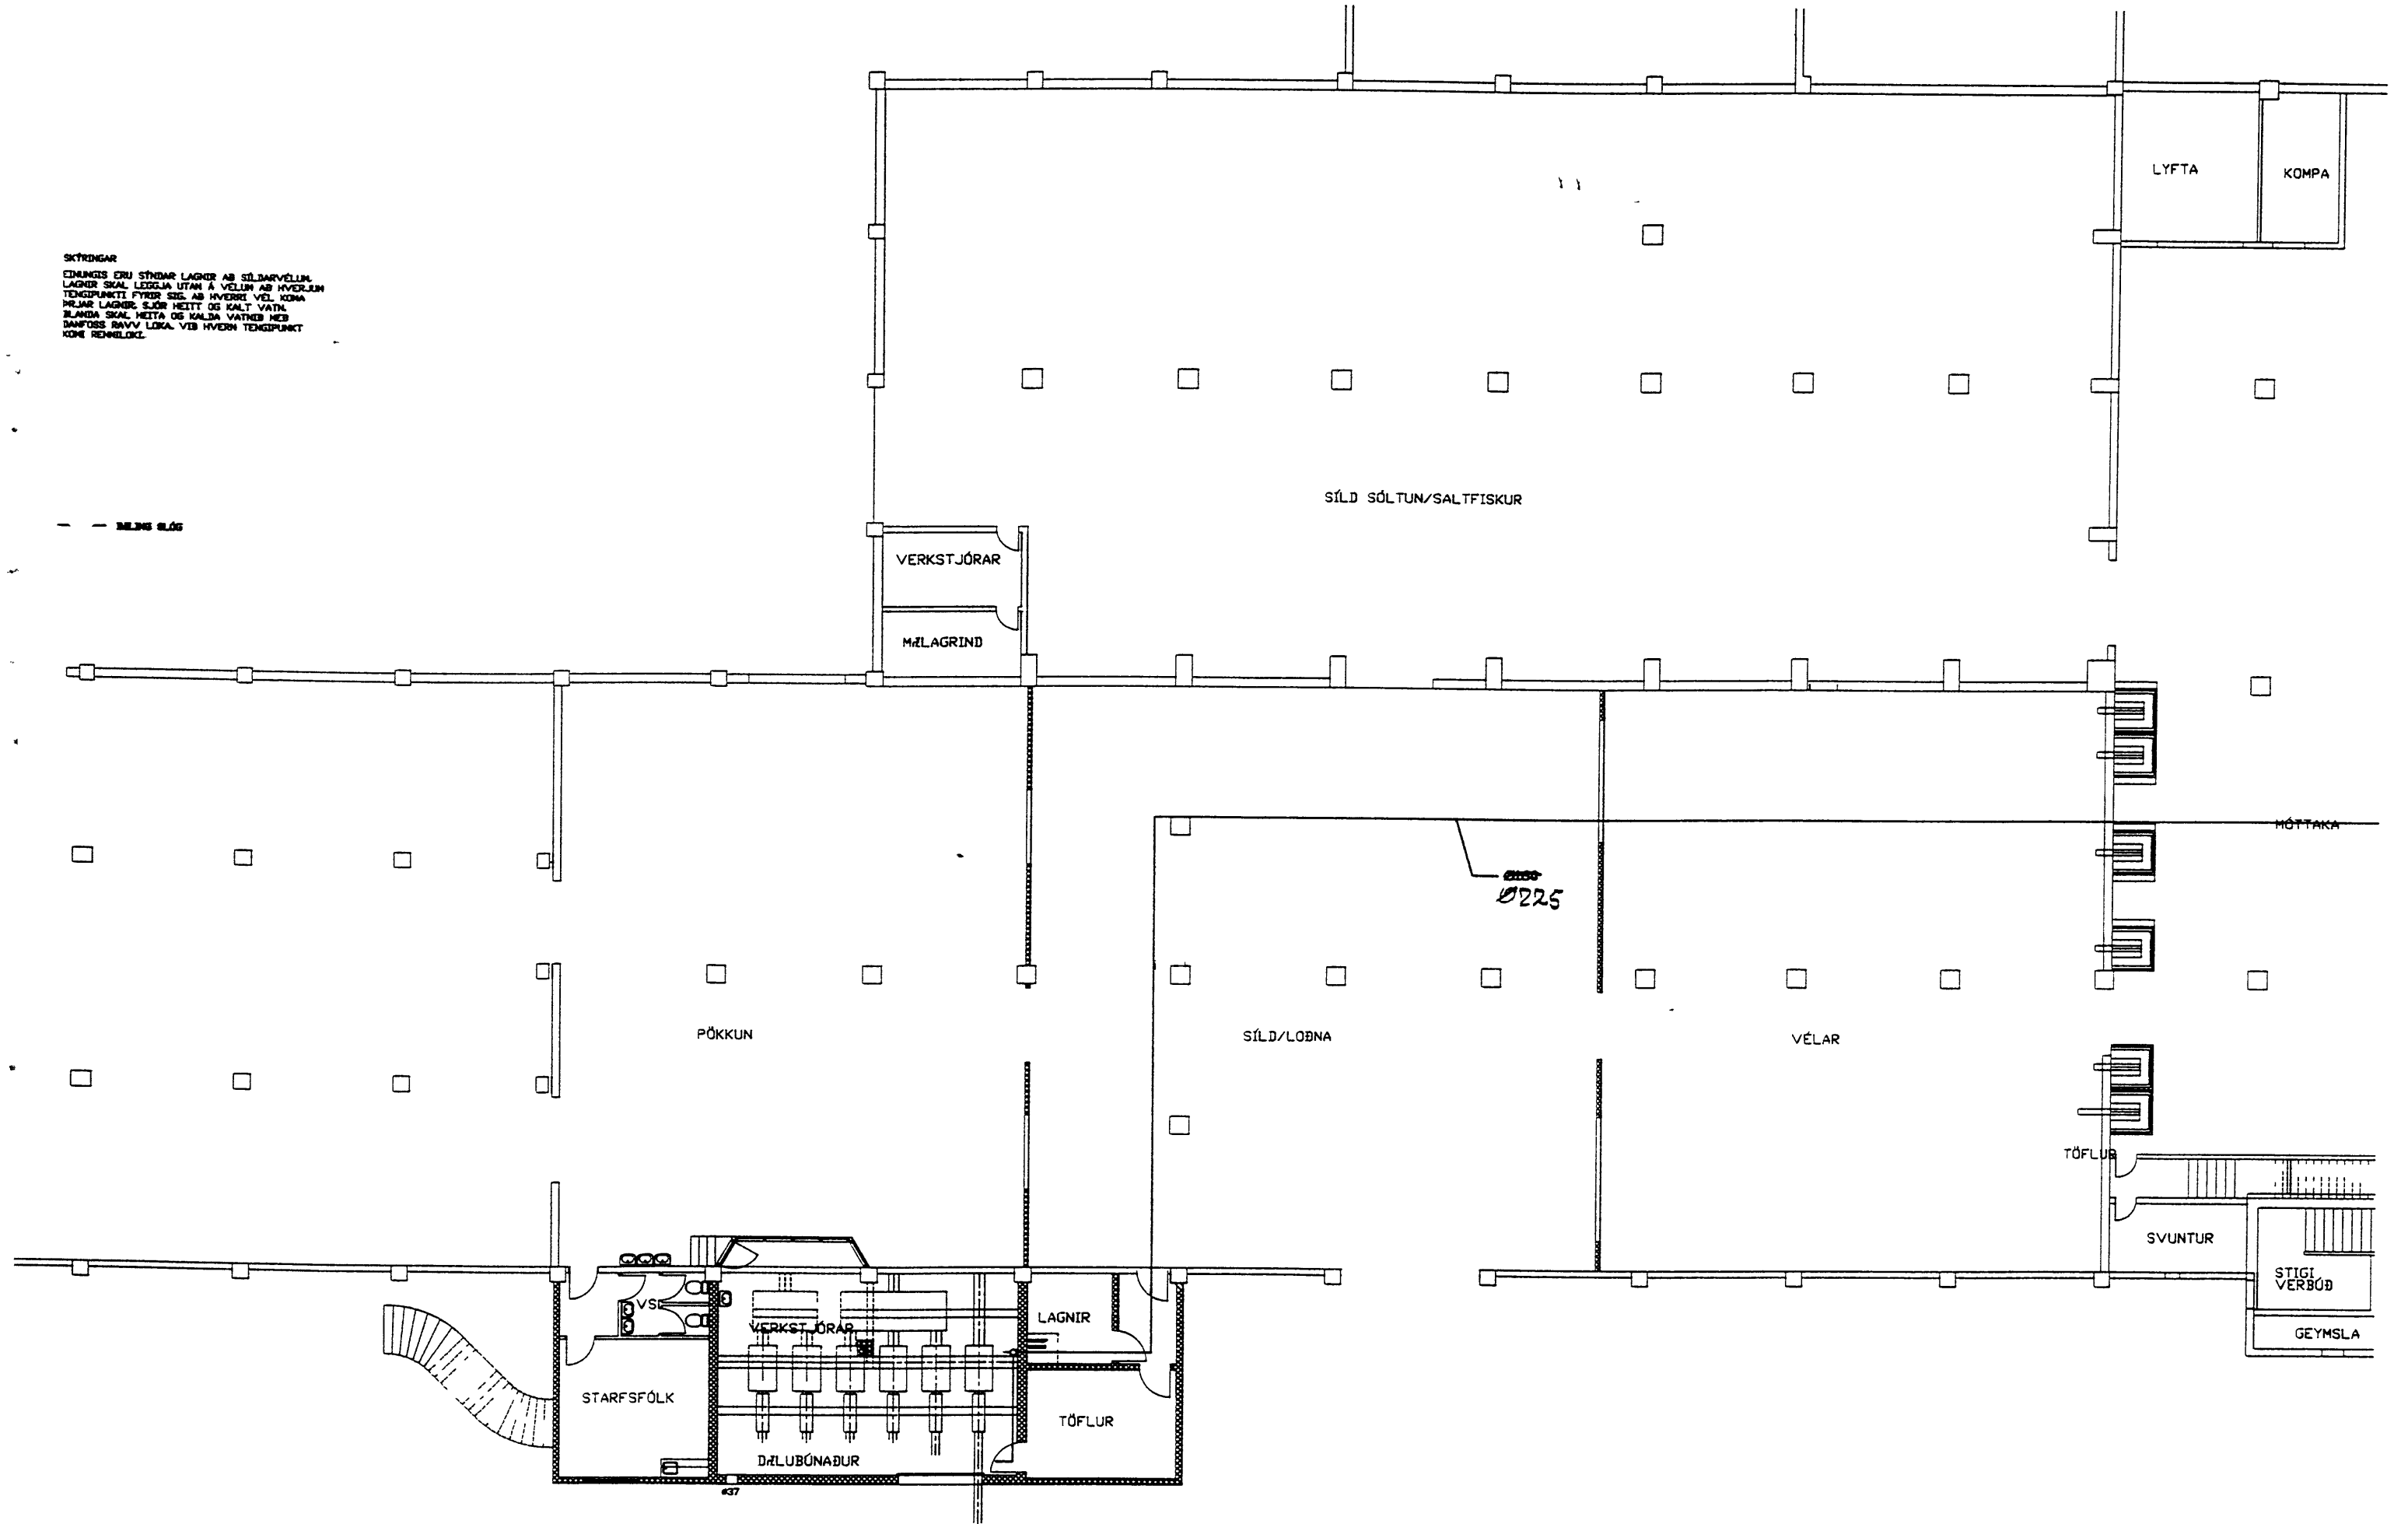 SKÝRINGAR
EINUNGIS ERU SÝNDAR LAGNIR AÐ SÍLDARVÉLUM.
LAGNIR SKAL LEGGJA UTAN Á VÉLUM AÐ HVERJUM
TENGIPUNKTI FYRIR SIG. AÐ HVERRI VÉL KOMA
ÞRJÁR LAGNIR. SJÓR HEITT OG KALT VATN.
BLANDA SKAL HEITA OG KALDA VATNIÐ MEÐ
DANFOSS RAVV LOKA. VIÐ HVERN TENGIPUNKT
KOMI RENNILOKI.
SLÓG
LYFTA
KOMPA
SÍLD SÖLTUN/SALTFISKUR
VERKSTJÓRAR
MÆLAGRIND
MÓTTAKA
Ø225
PÖKKUN
SÍLD/LOÐNA
VÉLAR
TÖFLUR
SVUNTUR
STIGI
VERBÚÐ
GEYMSLA
VSL
VERKSTJÓRAR
LAGNIR
STARFSFÓLK
TÖFLUR
DÆLUBÚNAÐUR
ø37